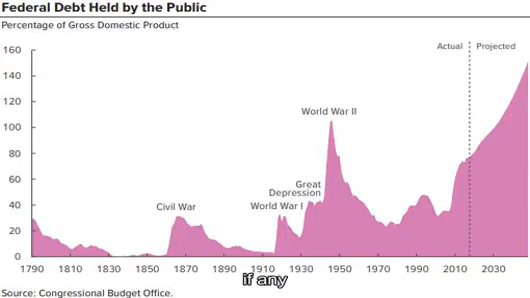 Federal Debt Held by the Public
Percentage of Gross Domestic Product
160
Actual
Projected
140
120
World War II
100
80
60
Great
Depression
Civil War
World War I
40
20
0
1790 1810 1830 1850 1870 1890 1910 1930 1950 1970 1990 2010 2030
if any
Source: Congressional Budget Office.